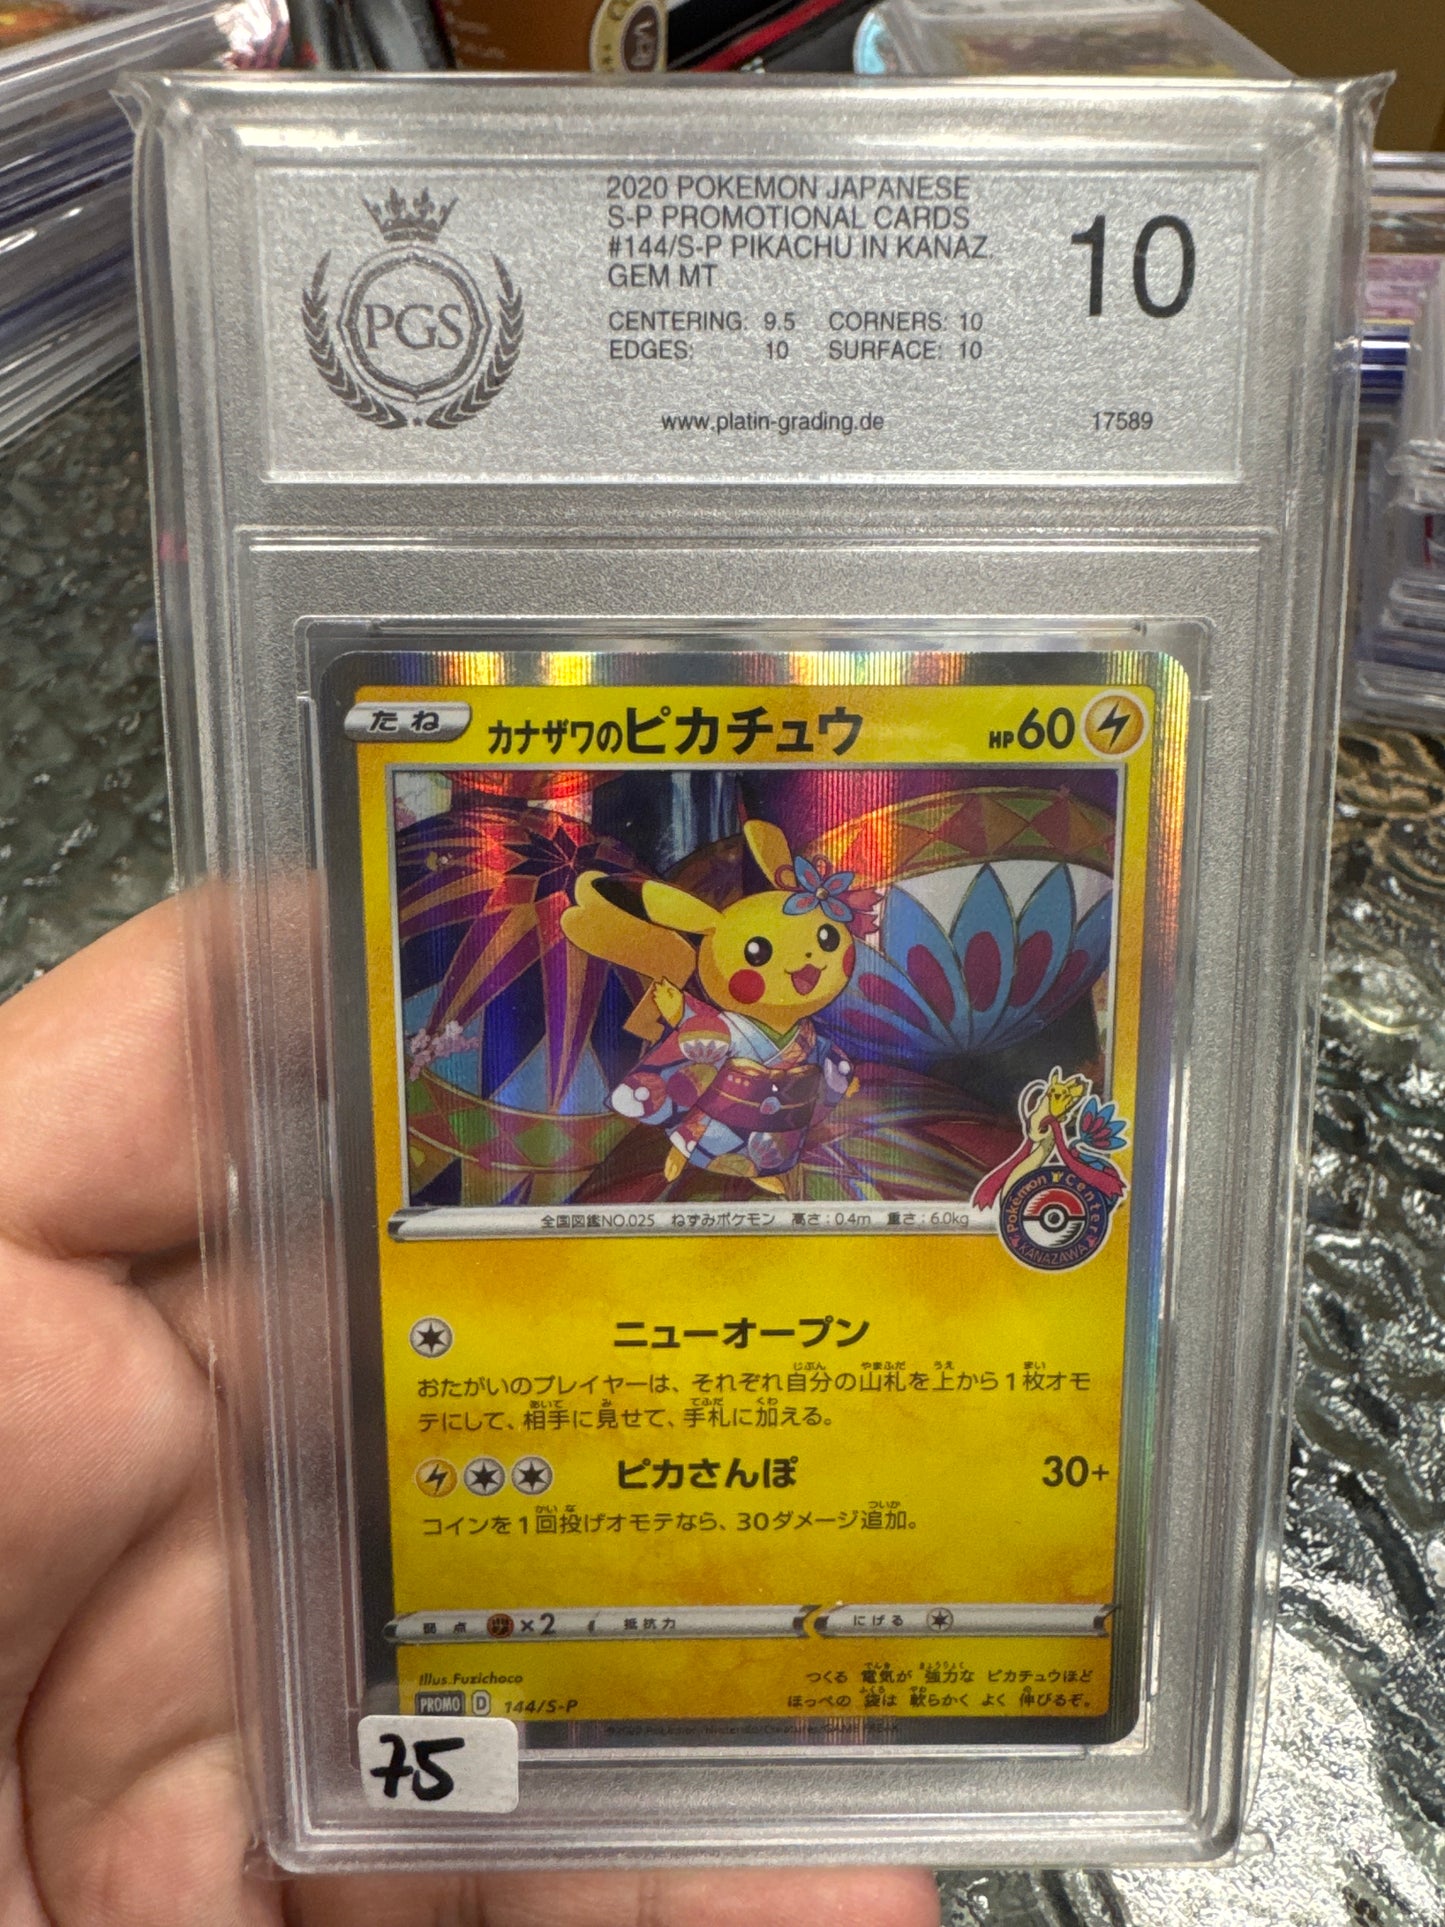 PGS
2020 POKEMON JAPANESE
S-P PROMOTIONAL CARDS
#144/S-P PIKACHU IN KANAZ.
GEM MT
10
CENTERING: 9.5 CORNERS: 10
EDGES: 10 SURFACE: 10
www.platin-grading.de 17589
たね カナザワのピカチュウ HP60
全国図鑑NO.025 ねずみポケモン 高さ:0.4m 重さ:6.0kg
Pokémon Center
KANAZAWA
ニューオープン
おたがいのプレイヤーは、それぞれ自分の山札を上から1枚オモ
テにして、相手に見せて、手札に加える。
ピカさんぽ 30+
コインを1回投げオモテなら、30ダメージ追加。
弱点 ×2 抵抗力 にげる
Illus.Fuzichoco
PROMO D 144/S-P
つくる 電気が 強力な ピカチュウほど
ほっぺの 袋は 軟らかく よく 伸びるぞ。
©2020 Pokémon/Nintendo/Creatures/GAME FREAK
75